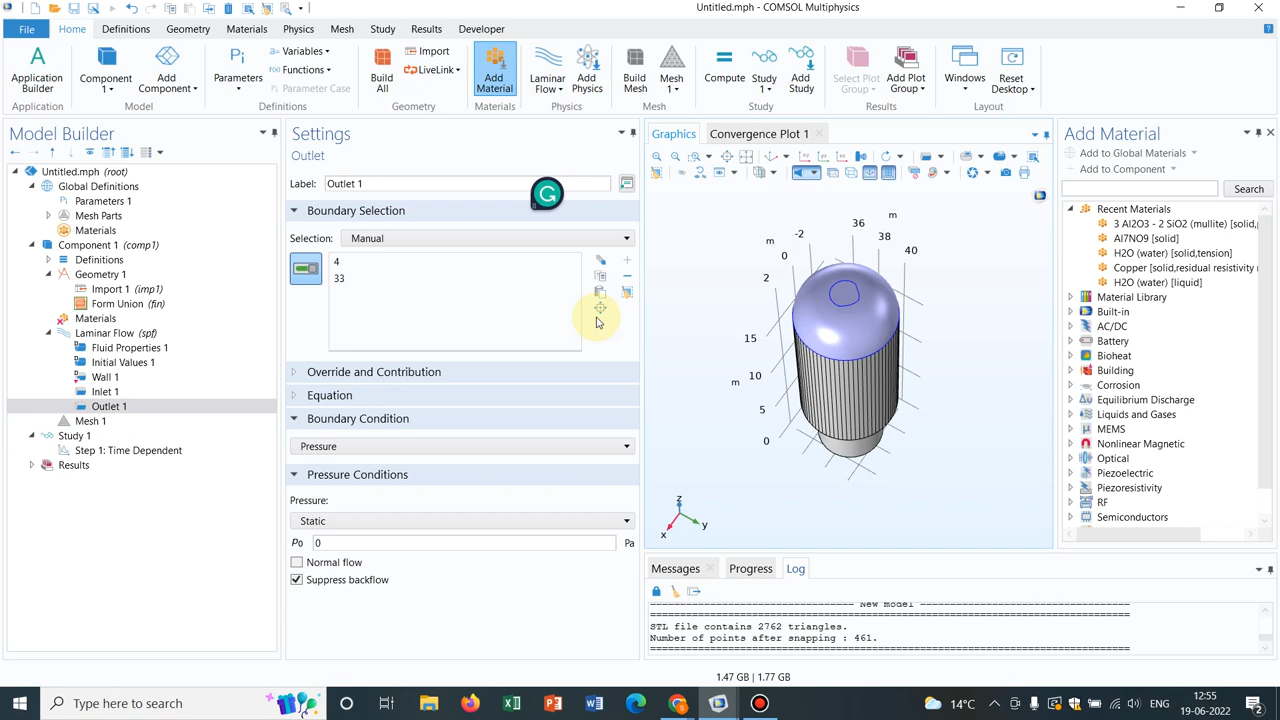 Untitled.mph - COMSOL Multiphysics
File Home Definitions Geometry Materials Physics Mesh Study Results Developer
Application Builder
Component 1
Add Component
Parameters
a= Variables
f(x) Functions
Parameter Case
Build All
Import
LiveLink
Add Material
Laminar Flow
Add Physics
Build Mesh
Mesh 1
Compute
Study 1
Add Study
Select Plot Group
Add Plot Group
Windows
Reset Desktop
Application Model Definitions Geometry Materials Physics Mesh Study Results Layout
Model Builder
Untitled.mph (root)
Global Definitions
Parameters 1
Mesh Parts
Materials
Component 1 (comp1)
Definitions
Geometry 1
Import 1 (imp1)
Form Union (fin)
Materials
Laminar Flow (spf)
Fluid Properties 1
Initial Values 1
Wall 1
Inlet 1
Outlet 1
Mesh 1
Study 1
Step 1: Time Dependent
Results
Settings
Outlet
Label: Outlet 1
Boundary Selection
Selection: Manual
4
33
Override and Contribution
Equation
Boundary Condition
Pressure
Pressure Conditions
Pressure:
Static
p0 0 Pa
Normal flow
Suppress backflow
Graphics Convergence Plot 1
m
-2 36
m 0 38
2 40
15
m 10
5
0
z
y
x
Messages Progress Log
New model
STL file contains 2762 triangles.
Number of points after snapping : 461.
1.47 GB | 1.77 GB
Add Material
Add to Global Materials
Add to Component
Search
Recent Materials
3 Al2O3 - 2 SiO2 (mullite) [solid,
Al7NO9 [solid]
H2O (water) [solid,tension]
Copper [solid,residual resistivity
H2O (water) [liquid]
Material Library
Built-in
AC/DC
Battery
Bioheat
Building
Corrosion
Equilibrium Discharge
Liquids and Gases
MEMS
Nonlinear Magnetic
Optical
Piezoelectric
Piezoresistivity
RF
Semiconductors
Type here to search
14°C
ENG
12:55
19-06-2022
2